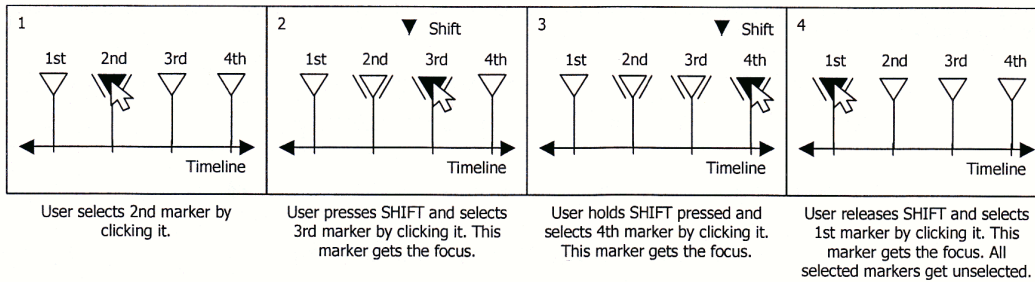 1
1st 2nd 3rd 4th
Timeline
User selects 2nd marker by
clicking it.
2
Shift
1st 2nd 3rd 4th
Timeline
User presses SHIFT and selects
3rd marker by clicking it. This
marker gets the focus.
3
Shift
1st 2nd 3rd 4th
Timeline
User holds SHIFT pressed and
selects 4th marker by clicking it.
This marker gets the focus.
4
1st 2nd 3rd 4th
Timeline
User releases SHIFT and selects
1st marker by clicking it. This
marker gets the focus. All
selected markers get unselected.